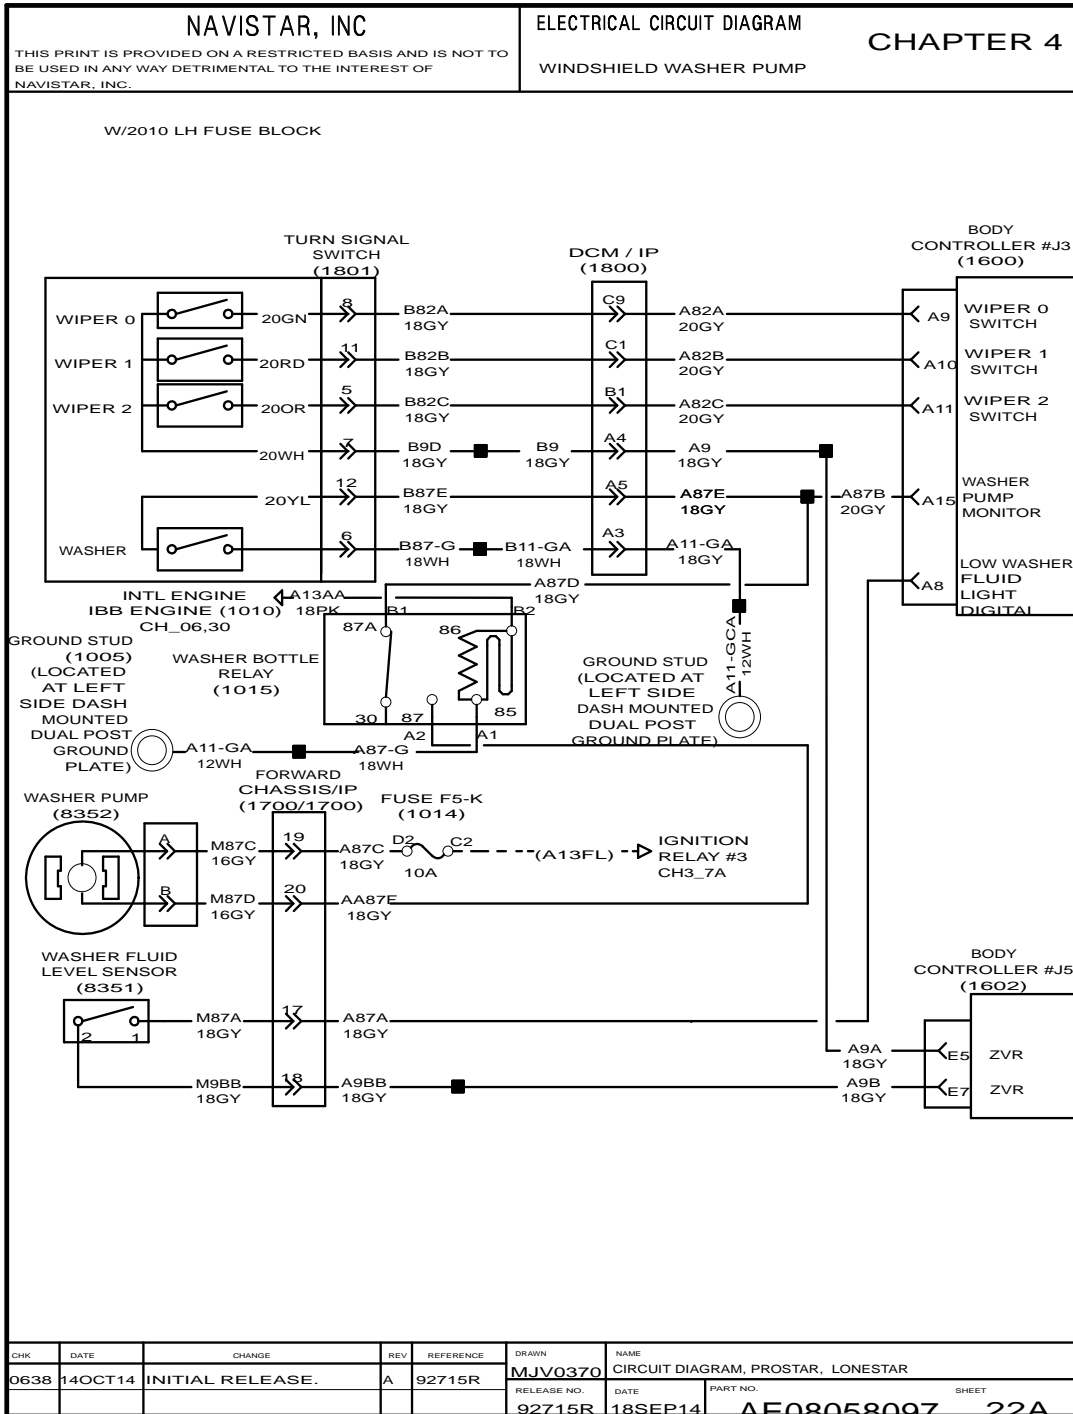 NAVISTAR, INC
THIS PRINT IS PROVIDED ON A RESTRICTED BASIS AND IS NOT TO
BE USED IN ANY WAY DETRIMENTAL TO THE INTEREST OF
NAVISTAR, INC.
ELECTRICAL CIRCUIT DIAGRAM
WINDSHIELD WASHER PUMP
CHAPTER 4
W/2010 LH FUSE BLOCK
TURN SIGNAL
SWITCH
(1801)
DCM / IP
(1800)
BODY
CONTROLLER #J3
(1600)
WIPER 0
20GN
8
B82A
18GY
C9
A82A
20GY
A9
WIPER 0
SWITCH
WIPER 1
20RD
11
B82B
18GY
C1
A82B
20GY
A10
WIPER 1
SWITCH
WIPER 2
20OR
5
B82C
18GY
B1
A82C
20GY
A11
WIPER 2
SWITCH
20WH
7
B9D
18GY
B9
18GY
A4
A9
18GY
20YL
12
B87E
18GY
A5
A87E
18GY
A87B
20GY
A15
WASHER
PUMP
MONITOR
WASHER
6
B87-G
18WH
B11-GA
18WH
A3
A11-GA
18GY
A8
LOW WASHER
FLUID
LIGHT
DIGITAL
A87D
18GY
INTL ENGINE
IBB ENGINE (1010)
CH_06,30
A13AA
18PK
B1
B2
87A
86
30
87
85
A2
A1
WASHER BOTTLE
RELAY
(1015)
A11-GCA
12WH
GROUND STUD
(LOCATED AT
LEFT SIDE
DASH MOUNTED
DUAL POST
GROUND PLATE)
GROUND STUD
(1005)
(LOCATED
AT LEFT
SIDE DASH
MOUNTED
DUAL POST
GROUND
PLATE)
A11-GA
12WH
A87-G
18WH
WASHER PUMP
(8352)
FORWARD
CHASSIS/IP
(1700/1700)
FUSE F5-K
(1014)
A
M87C
16GY
19
A87C
18GY
D2
C2
10A
(A13FL)
IGNITION
RELAY #3
CH3_7A
B
M87D
16GY
20
AA87E
18GY
WASHER FLUID
LEVEL SENSOR
(8351)
2
1
M87A
18GY
17
A87A
18GY
M9BB
18GY
18
A9BB
18GY
BODY
CONTROLLER #J5
(1602)
A9A
18GY
E5
ZVR
A9B
18GY
E7
ZVR
CHK
DATE
CHANGE
REV
REFERENCE
0638
14OCT14
INITIAL RELEASE.
A
92715R
DRAWN
MJV0370
NAME
CIRCUIT DIAGRAM, PROSTAR, LONESTAR
RELEASE NO.
92715R
DATE
18SEP14
PART NO.
AE08058097
SHEET
22A